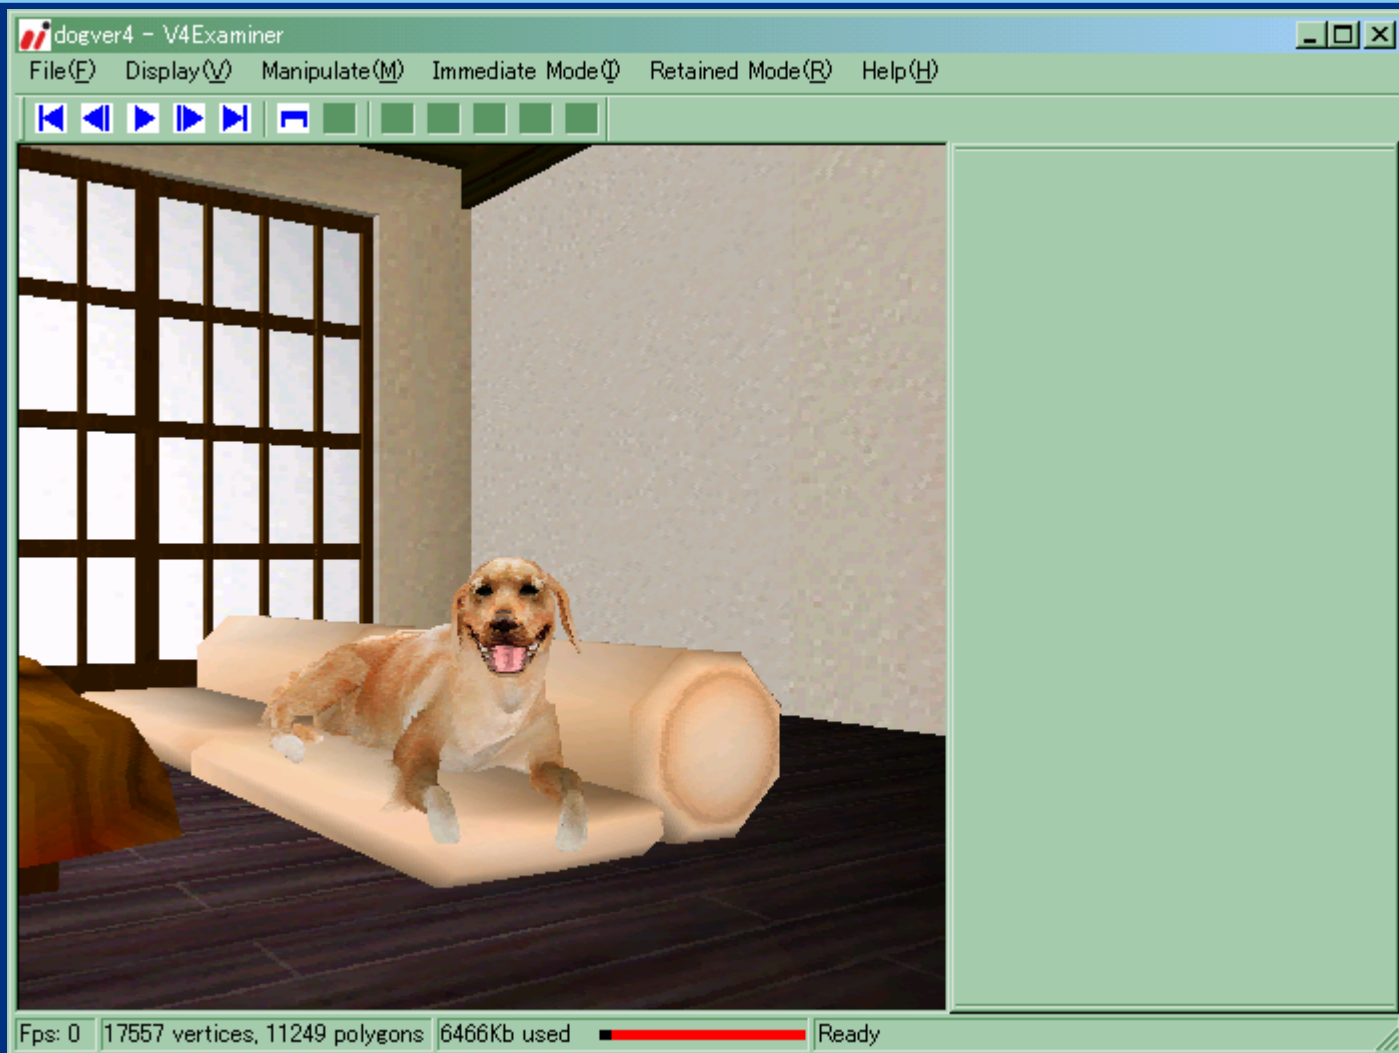 dogver4 - V4Examiner
File(F) Display(V) Manipulate(M) Immediate Mode(I) Retained Mode(R) Help(H)
Fps: 0 17557 vertices, 11249 polygons 6466Kb used Ready